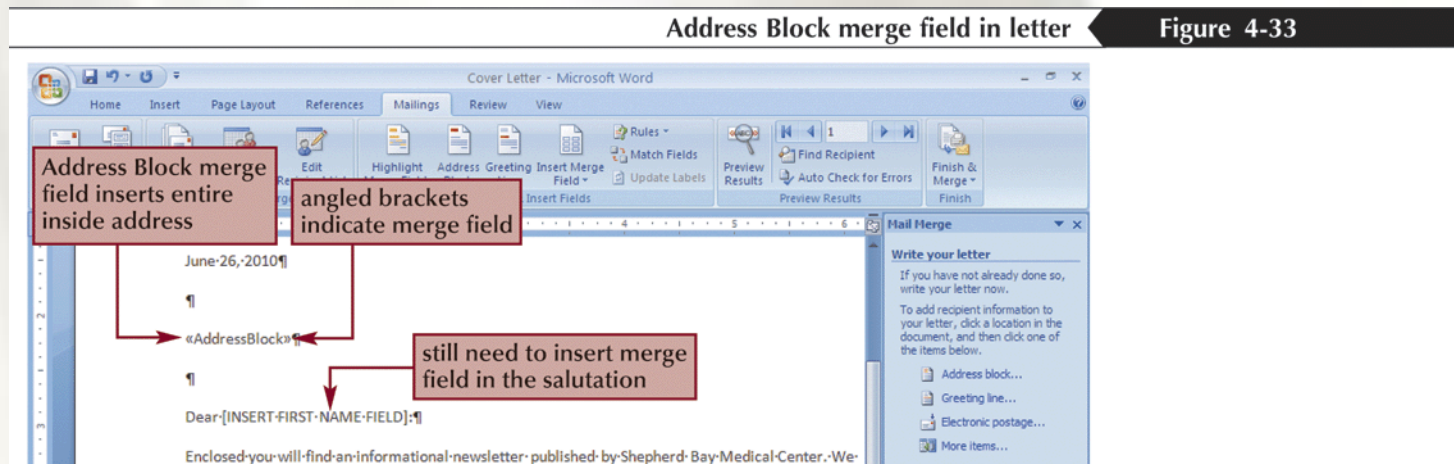 Address Block merge field in letter Figure 4-33
Cover Letter - Microsoft Word
Home Insert Page Layout References Mailings Review View
Rules
Match Fields
Update Labels
Edit
Highlight
Address Greeting Insert Merge
Field
Insert Fields
Preview
Results
1
Find Recipient
Auto Check for Errors
Preview Results
Finish &
Merge
Finish
Address Block merge
field inserts entire
inside address
angled brackets
indicate merge field
4 5 6
June·26,·2010¶
¶
2
«AddressBlock»¶
still need to insert merge
field in the salutation
¶
3
Dear·[INSERT·FIRST·NAME·FIELD]:¶
Enclosed·you·will·find·an·informational·newsletter·published·by·Shepherd·Bay·Medical·Center.·We·
Mail Merge
Write your letter
If you have not already done so,
write your letter now.
To add recipient information to
your letter, click a location in the
document, and then click one of
the items below.
Address block...
Greeting line...
Electronic postage...
More items...